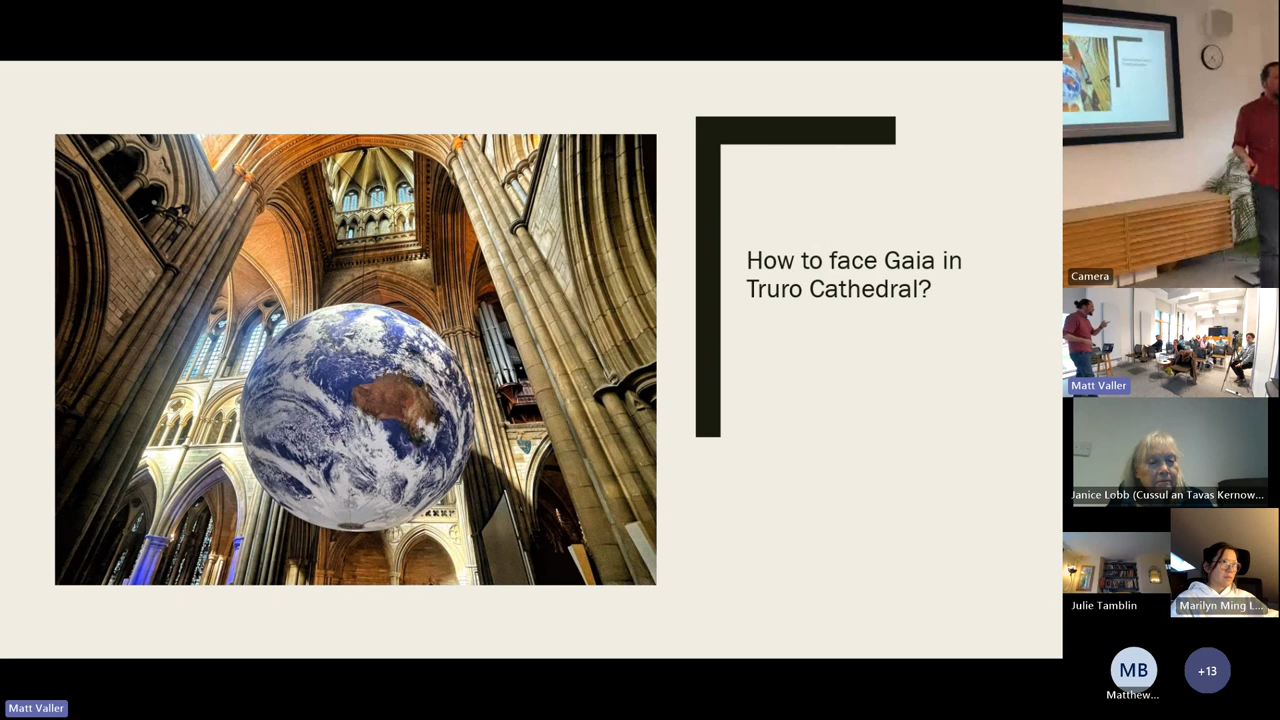 How to face Gaia in
Truro Cathedral?
Camera
Matt Valler
Janice Lobb (Cussul an Tavas Kernow...
Julie Tamblin
Marilyn Ming L...
MB
Matthew...
+13
Matt Valler